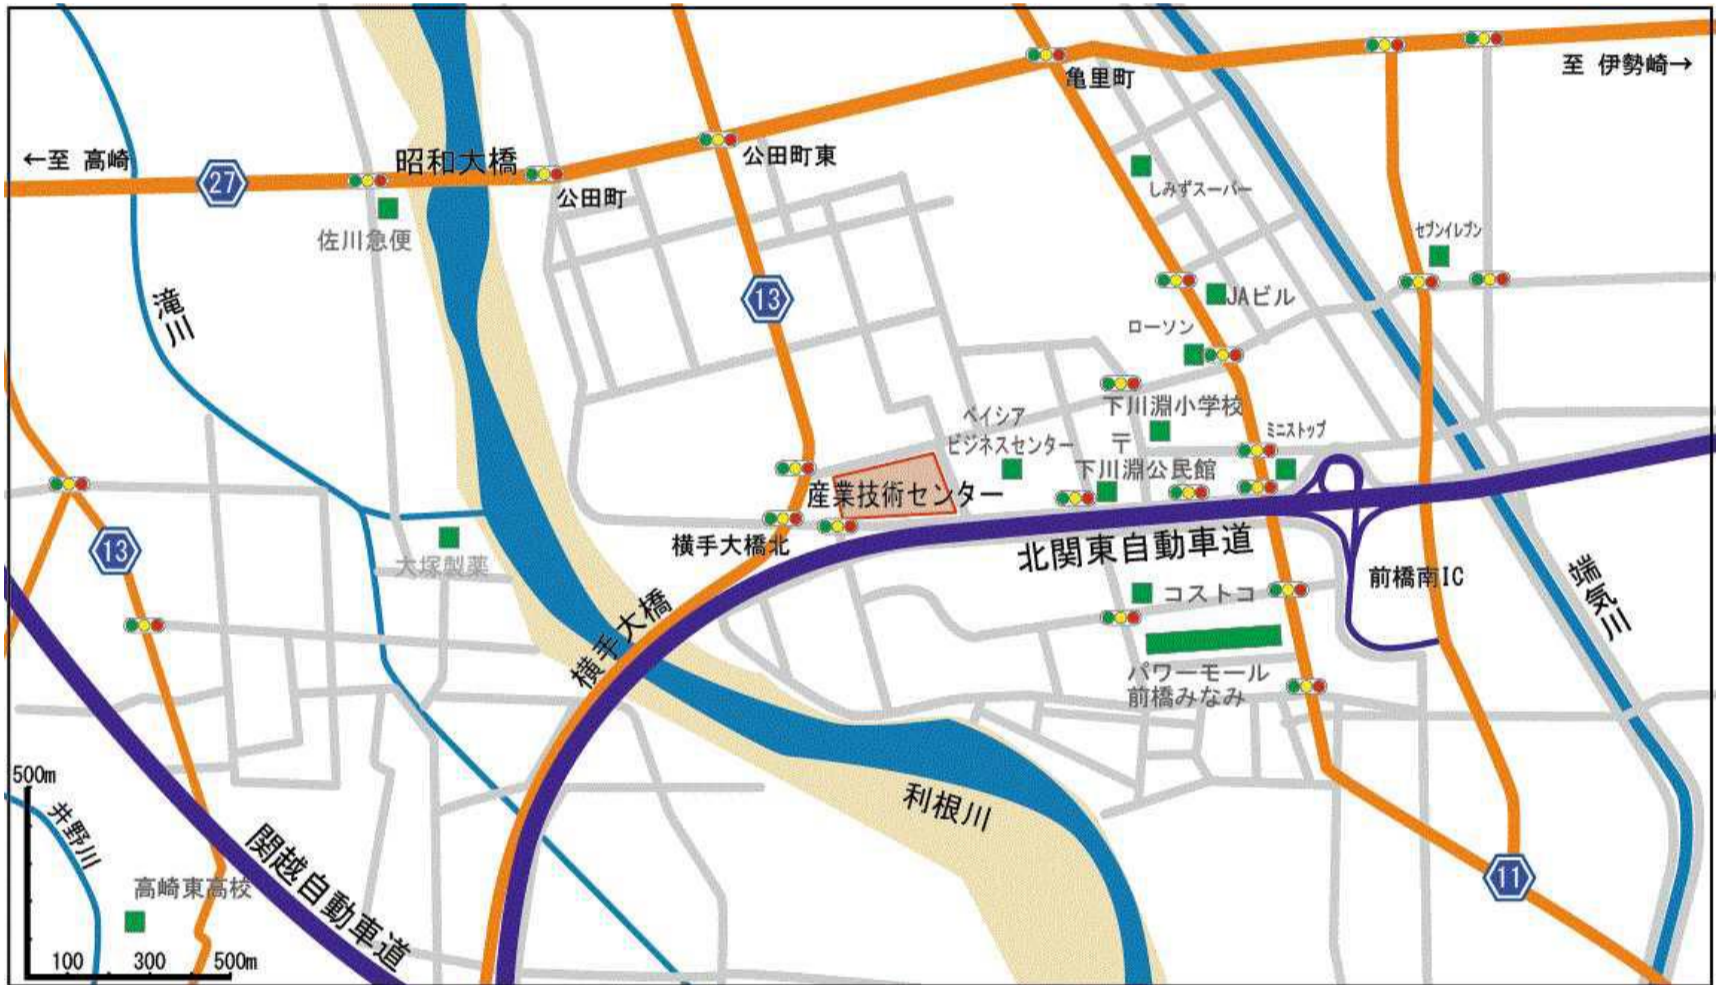 至 伊勢崎→
亀里町
←至 高崎
27
昭和大橋
公田町東
公田町
しみずスーパー
佐川急便
セブンイレブン
滝川
13
JAビル
ローソン
ベイシア
ビジネスセンター
下川淵小学校
〒
ミニストップ
下川淵公民館
産業技術センター
13
大塚製薬
横手大橋北
北関東自動車道
前橋南IC
端気川
コストコ
横手大橋
パワーモール
前橋みなみ
500m
井野川
利根川
関越自動車道
高崎東高校
11
100 300 500m